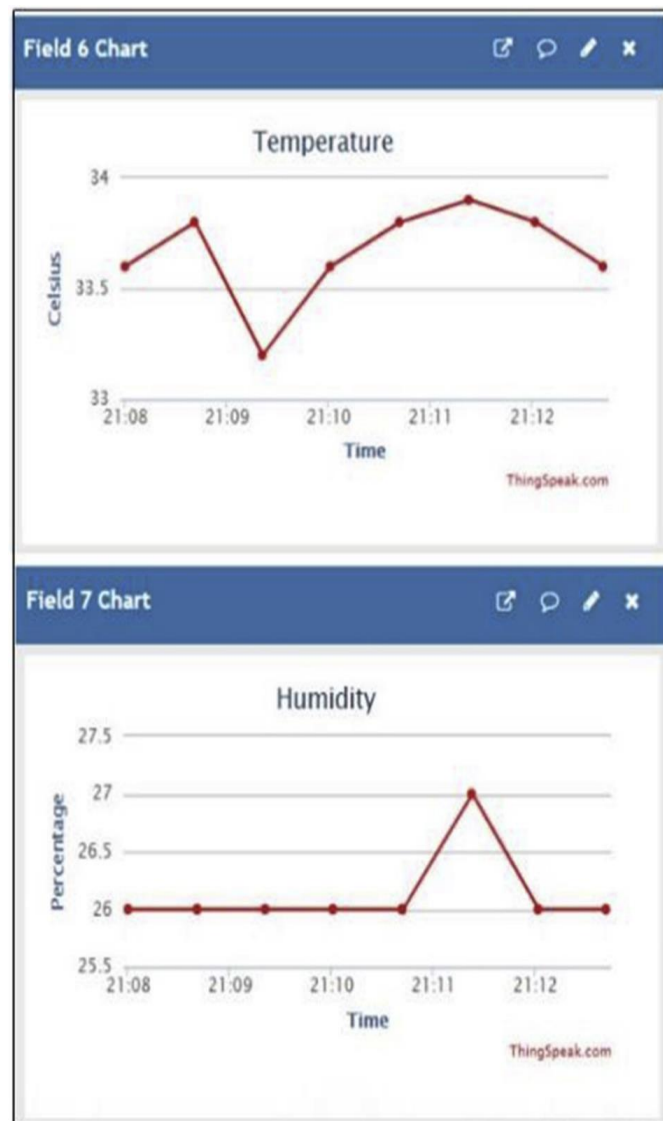 Field 6 Chart
Temperature
34
33.5
33
Celsius
21:08 21:09 21:10 21:11 21:12
Time
ThingSpeak.com
Field 7 Chart
Humidity
27.5
27
26.5
26
25.5
Percentage
21:08 21:09 21:10 21:11 21:12
Time
ThingSpeak.com